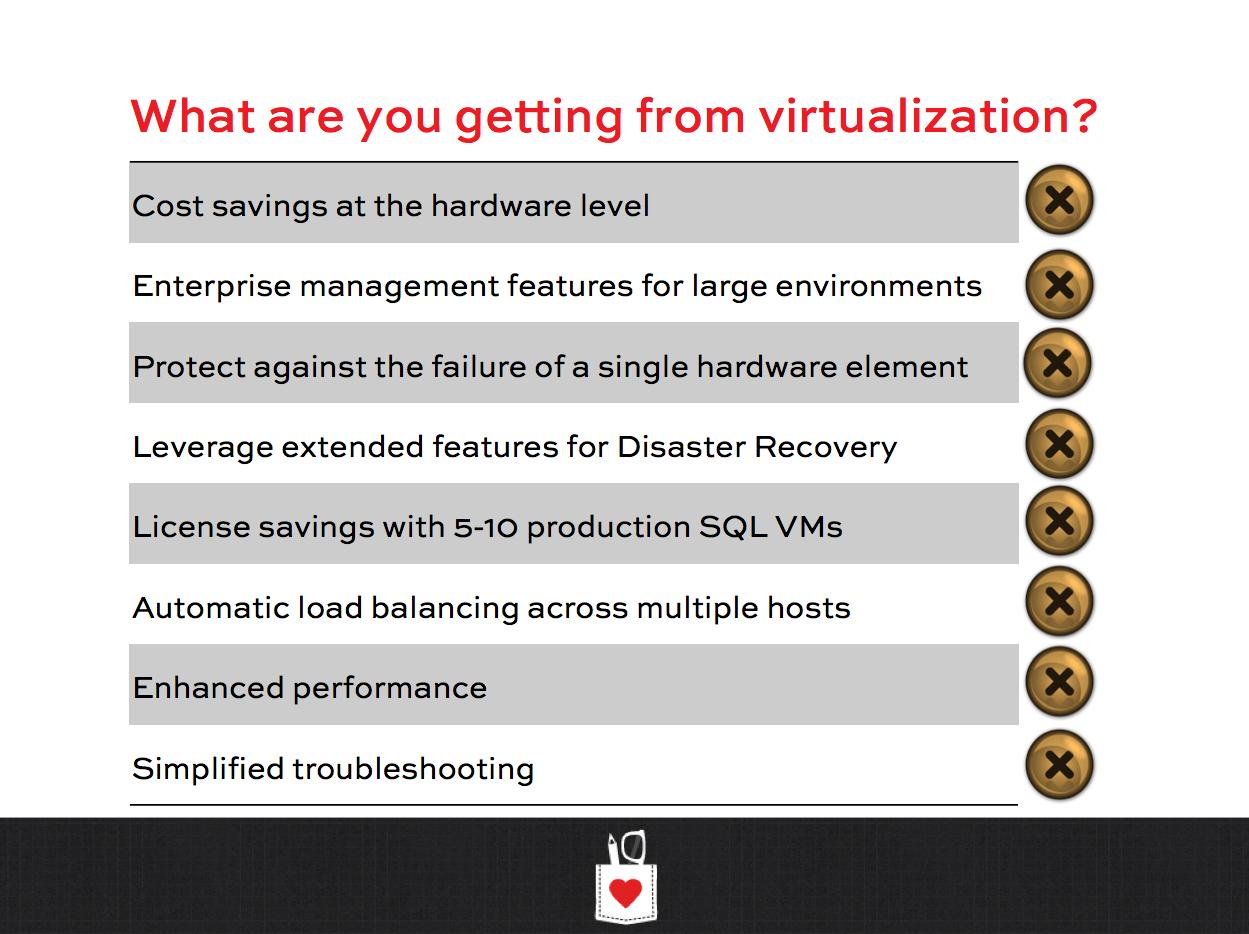 What are you getting from virtualization?
Cost savings at the hardware level
Enterprise management features for large environments
Protect against the failure of a single hardware element
Leverage extended features for Disaster Recovery
License savings with 5-10 production SQL VMs
Automatic load balancing across multiple hosts
Enhanced performance
Simplified troubleshooting